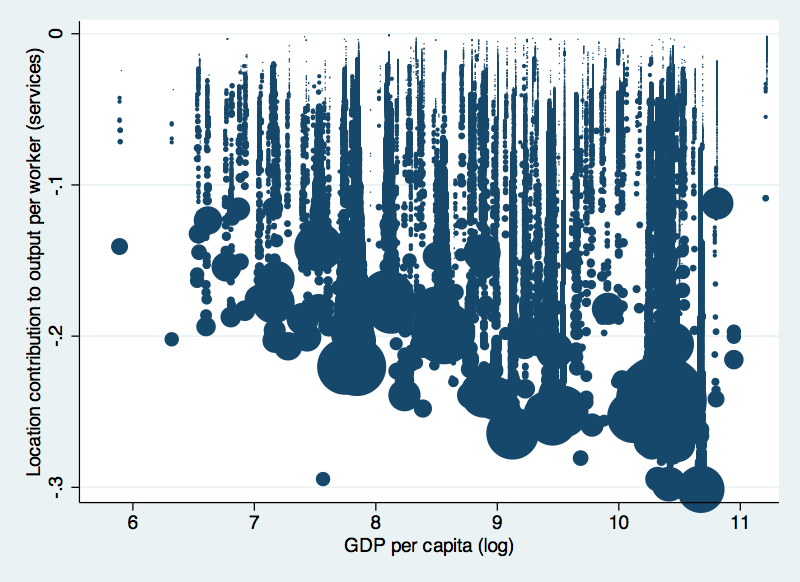 Location contribution to output per worker (services)
0
-.1
-.2
-.3
6 7 8 9 10 11
GDP per capita (log)